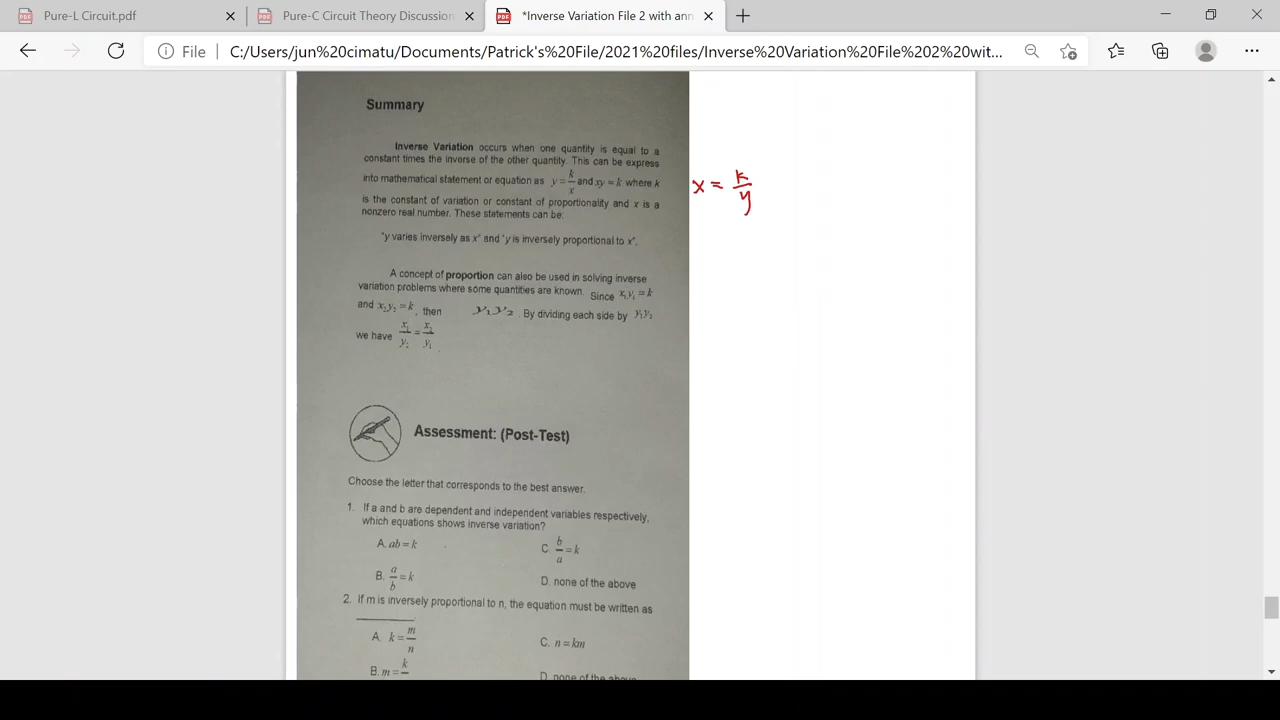 Pure-L Circuit.pdf
Pure-C Circuit Theory Discussion
*Inverse Variation File 2 with ann
File
C:/Users/jun%20cimatu/Documents/Patrick's%20File/2021%20files/Inverse%20Variation%20File%202%20wit...
Summary
Inverse Variation occurs when one quantity is equal to a
constant times the inverse of the other quantity. This can be express
into mathematical statement or equation as y = k/x and xy = k where k
is the constant of variation or constant of proportionality and x is a
nonzero real number. These statements can be:
"y varies inversely as x" and "y is inversely proportional to x".
x = k/y
A concept of proportion can also be used in solving inverse
variation problems where some quantities are known. Since x₁y₁ = k
and x₂y₂ = k, then y₁y₂. By dividing each side by y₁y₂
we have x₁/y₂ = x₂/y₁.
Assessment: (Post-Test)
Choose the letter that corresponds to the best answer.
1. If a and b are dependent and independent variables respectively,
which equations shows inverse variation?
A. ab = k
C. b/a = k
B. a/b = k
D. none of the above
2. If m is inversely proportional to n, the equation must be written as
A. k = m/n
C. n = km
B. m = k
D. none of the above